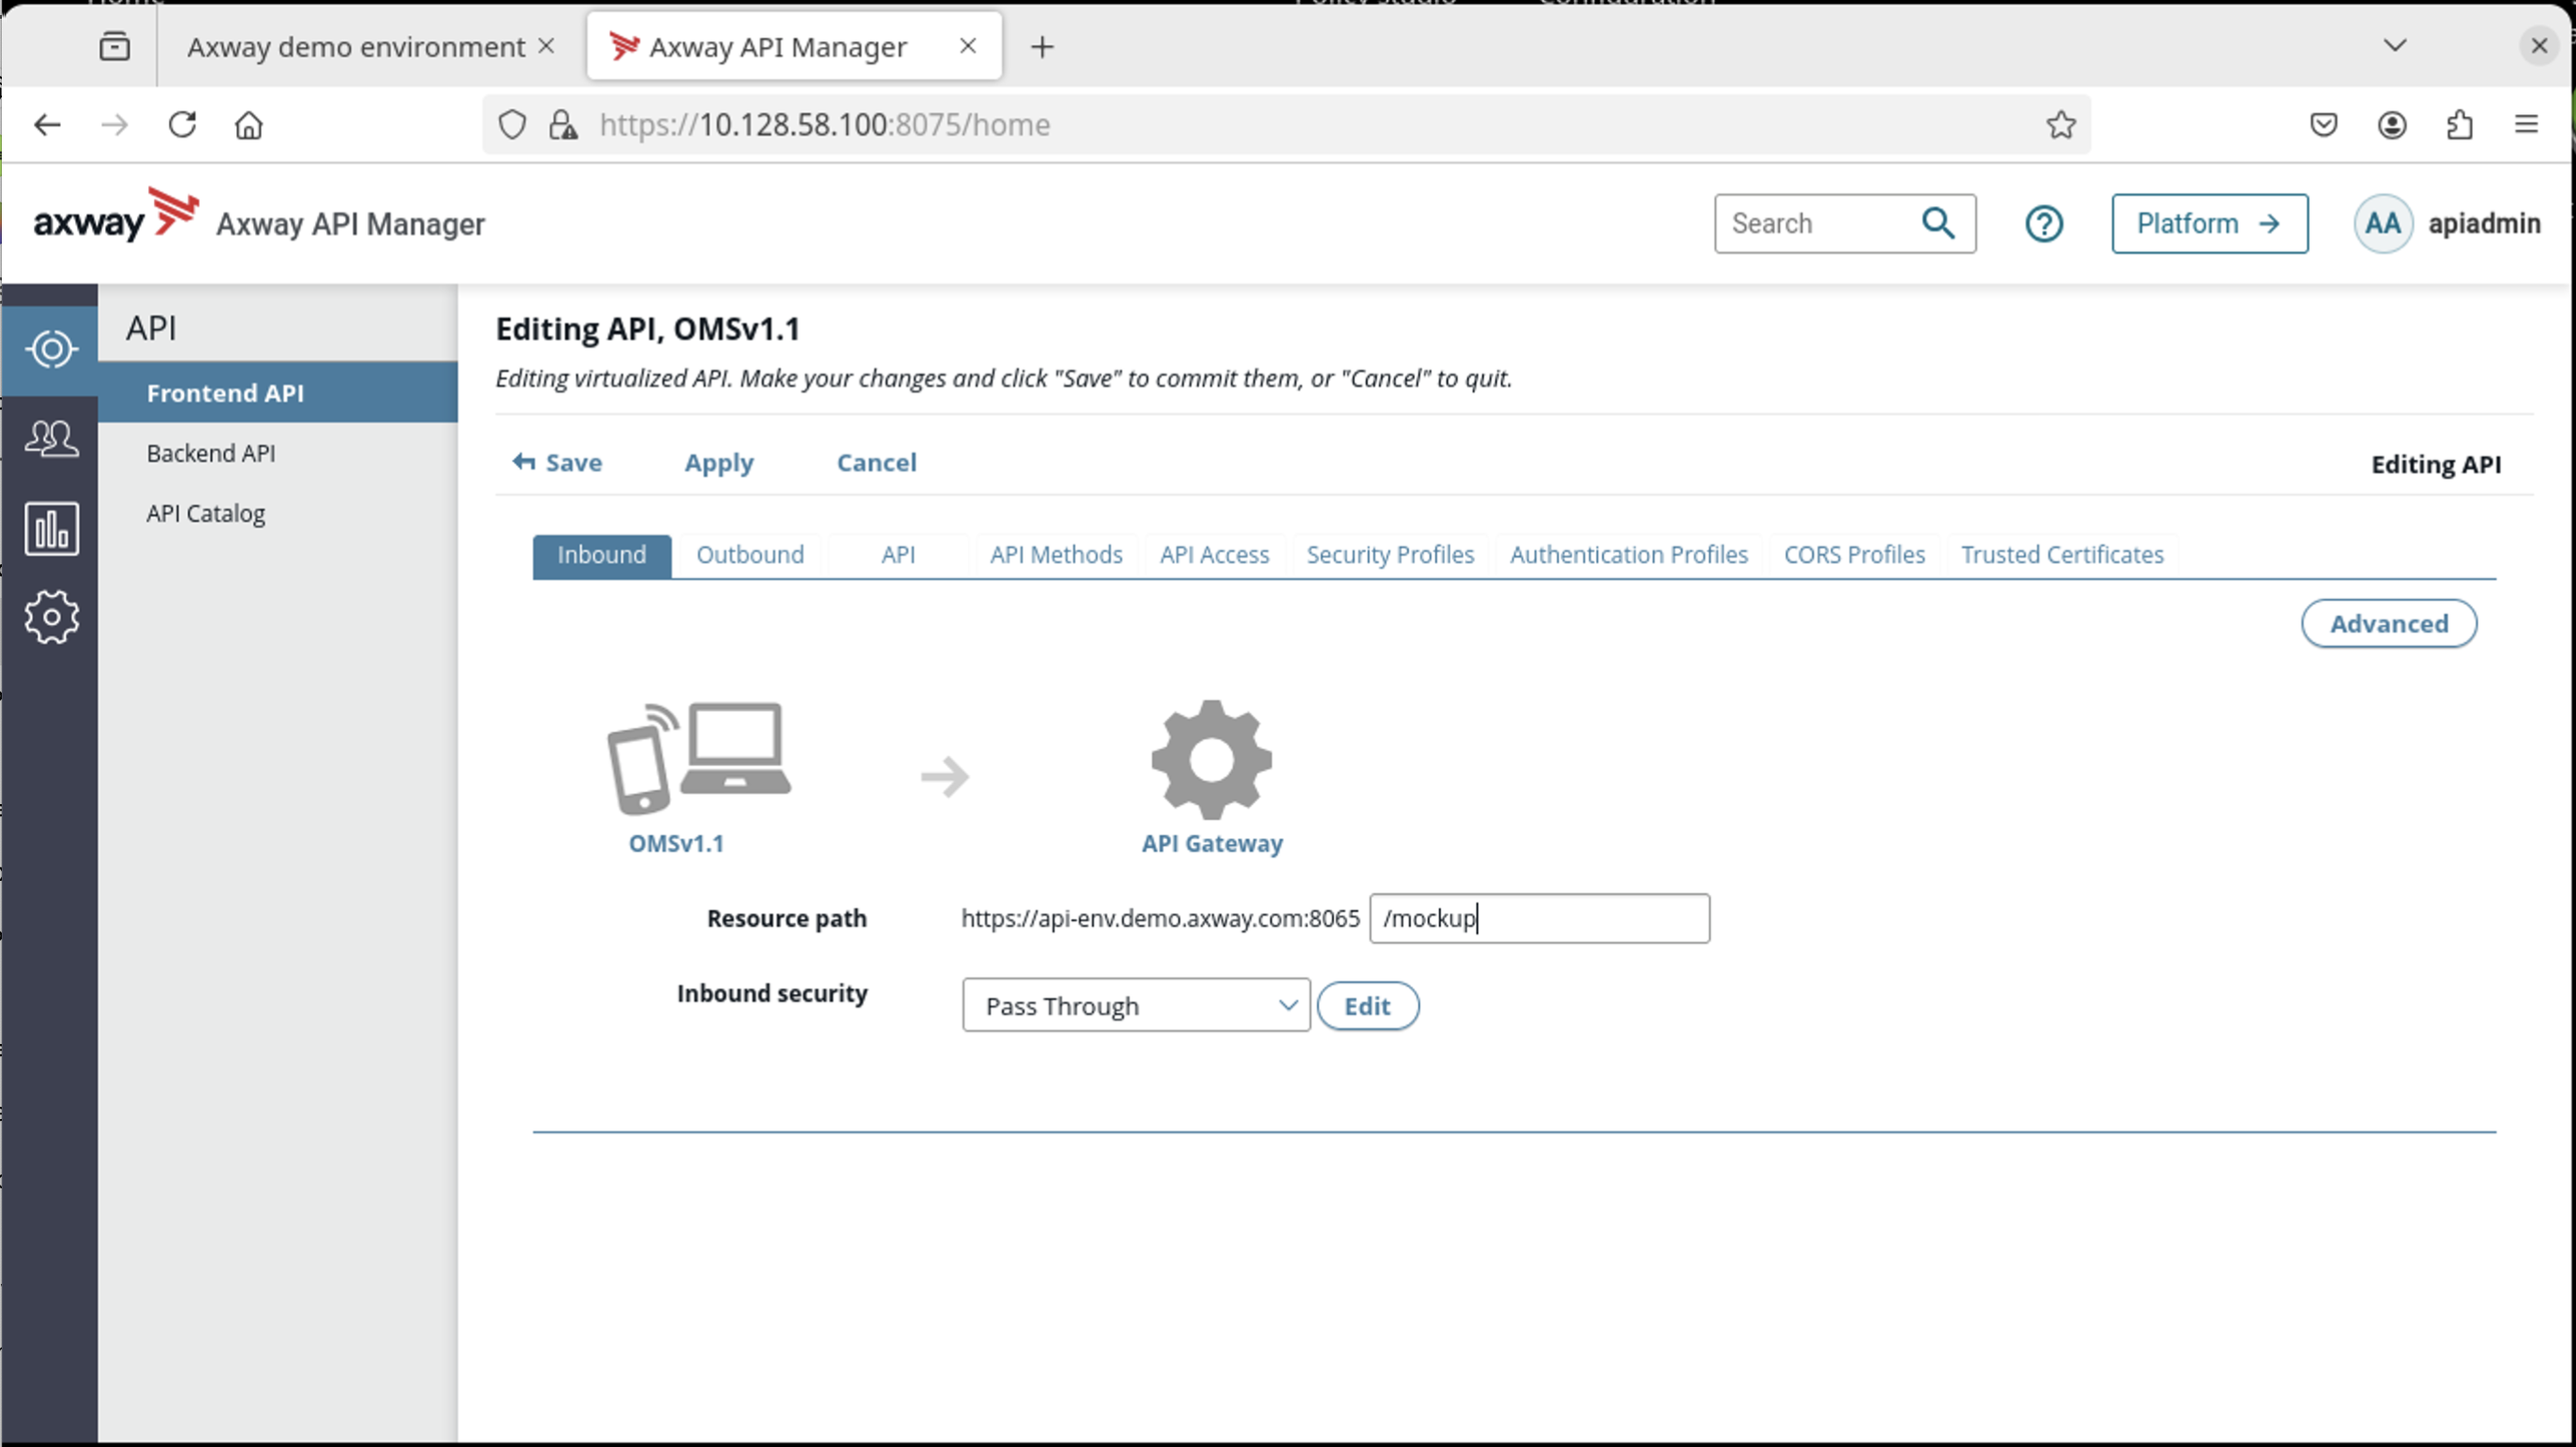 Axway demo environment
Axway API Manager
https://10.128.58.100:8075/home
axway
Axway API Manager
Search
Platform
AA
apiadmin
API
Frontend API
Backend API
API Catalog
Editing API, OMSv1.1
Editing virtualized API. Make your changes and click "Save" to commit them, or "Cancel" to quit.
Save
Apply
Cancel
Editing API
Inbound
Outbound
API
API Methods
API Access
Security Profiles
Authentication Profiles
CORS Profiles
Trusted Certificates
Advanced
OMSv1.1
API Gateway
Resource path
https://api-env.demo.axway.com:8065
/mockup
Inbound security
Pass Through
Edit